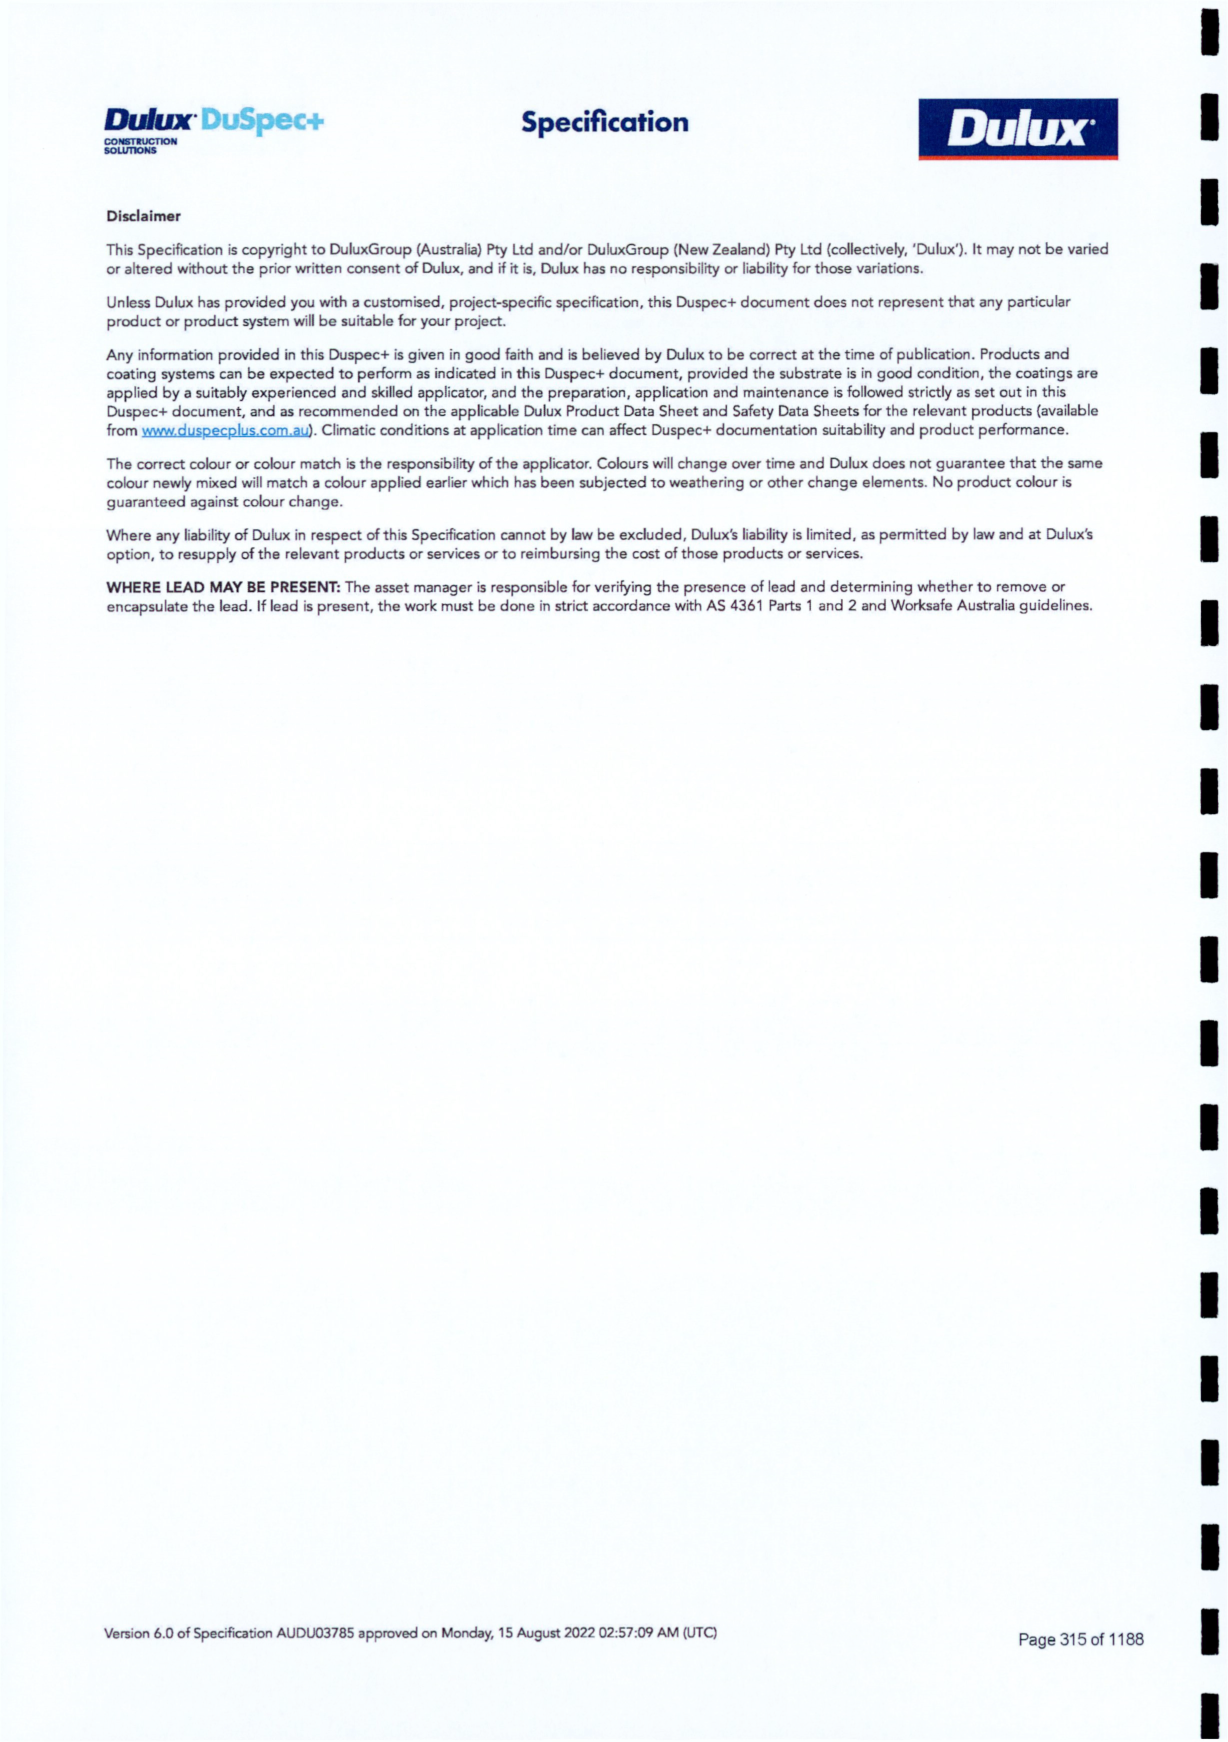 Dulux DuSpec+
CONSTRUCTION
SOLUTIONS
Specification
Dulux
Disclaimer
This Specification is copyright to DuluxGroup (Australia) Pty Ltd and/or DuluxGroup (New Zealand) Pty Ltd (collectively, 'Dulux'). It may not be varied
or altered without the prior written consent of Dulux, and if it is, Dulux has no responsibility or liability for those variations.
Unless Dulux has provided you with a customised, project-specific specification, this Duspec+ document does not represent that any particular
product or product system will be suitable for your project.
Any information provided in this Duspec+ is given in good faith and is believed by Dulux to be correct at the time of publication. Products and
coating systems can be expected to perform as indicated in this Duspec+ document, provided the substrate is in good condition, the coatings are
applied by a suitably experienced and skilled applicator, and the preparation, application and maintenance is followed strictly as set out in this
Duspec+ document, and as recommended on the applicable Dulux Product Data Sheet and Safety Data Sheets for the relevant products (available
from www.duspecplus.com.au). Climatic conditions at application time can affect Duspec+ documentation suitability and product performance.
The correct colour or colour match is the responsibility of the applicator. Colours will change over time and Dulux does not guarantee that the same
colour newly mixed will match a colour applied earlier which has been subjected to weathering or other change elements. No product colour is
guaranteed against colour change.
Where any liability of Dulux in respect of this Specification cannot by law be excluded, Dulux's liability is limited, as permitted by law and at Dulux's
option, to resupply of the relevant products or services or to reimbursing the cost of those products or services.
WHERE LEAD MAY BE PRESENT: The asset manager is responsible for verifying the presence of lead and determining whether to remove or
encapsulate the lead. If lead is present, the work must be done in strict accordance with AS 4361 Parts 1 and 2 and Worksafe Australia guidelines.
Version 6.0 of Specification AUDU03785 approved on Monday, 15 August 2022 02:57:09 AM (UTC)
Page 315 of 1188